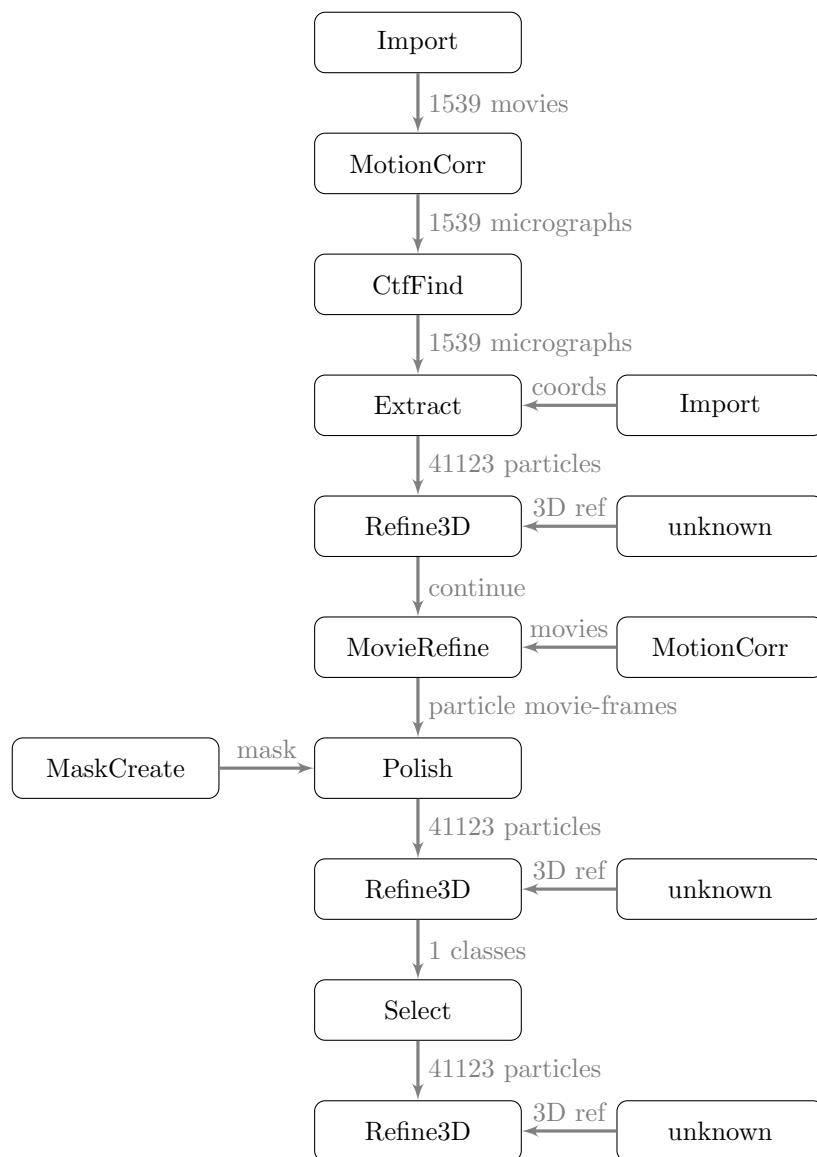 Import
1539 movies
MotionCorr
1539 micrographs
CtfFind
1539 micrographs
Extract
coords
Import
41123 particles
Refine3D
3D ref
unknown
continue
MovieRefine
movies
MotionCorr
particle movie-frames
MaskCreate
mask
Polish
41123 particles
Refine3D
3D ref
unknown
1 classes
Select
41123 particles
Refine3D
3D ref
unknown